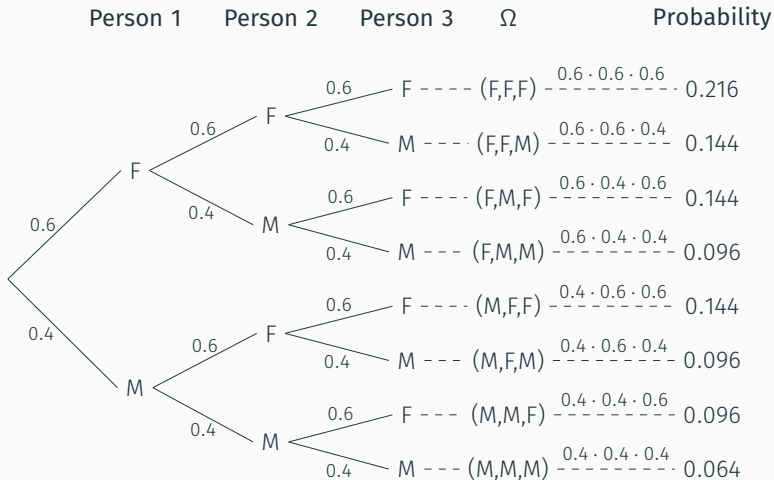 Person 1 Person 2 Person 3 Ω Probability
0.6 F (F,F,F) 0.6 · 0.6 · 0.6 0.216
0.6 F
0.4 M (F,F,M) 0.6 · 0.6 · 0.4 0.144
F
0.6 F (F,M,F) 0.6 · 0.4 · 0.6 0.144
0.6 0.4 M
0.4 M (F,M,M) 0.6 · 0.4 · 0.4 0.096
0.6 F (M,F,F) 0.4 · 0.6 · 0.6 0.144
0.4 0.6 F
0.4 M (M,F,M) 0.4 · 0.6 · 0.4 0.096
M
0.6 F (M,M,F) 0.4 · 0.4 · 0.6 0.096
0.4 M
0.4 M (M,M,M) 0.4 · 0.4 · 0.4 0.064